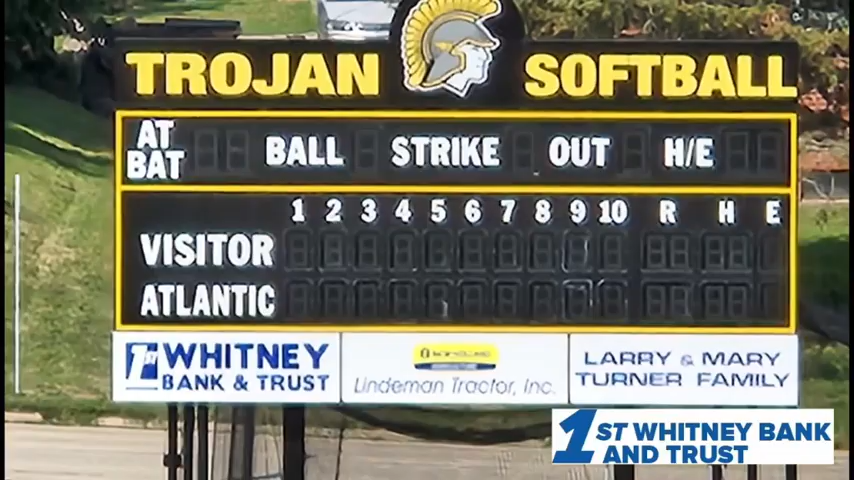 TROJAN SOFTBALL
AT BAT BALL STRIKE OUT H/E
1 2 3 4 5 6 7 8 9 10 R H E
VISITOR
ATLANTIC
1ST WHITNEY
BANK & TRUST
Lindeman Tractor, Inc.
LARRY & MARY
TURNER FAMILY
1ST WHITNEY BANK
AND TRUST